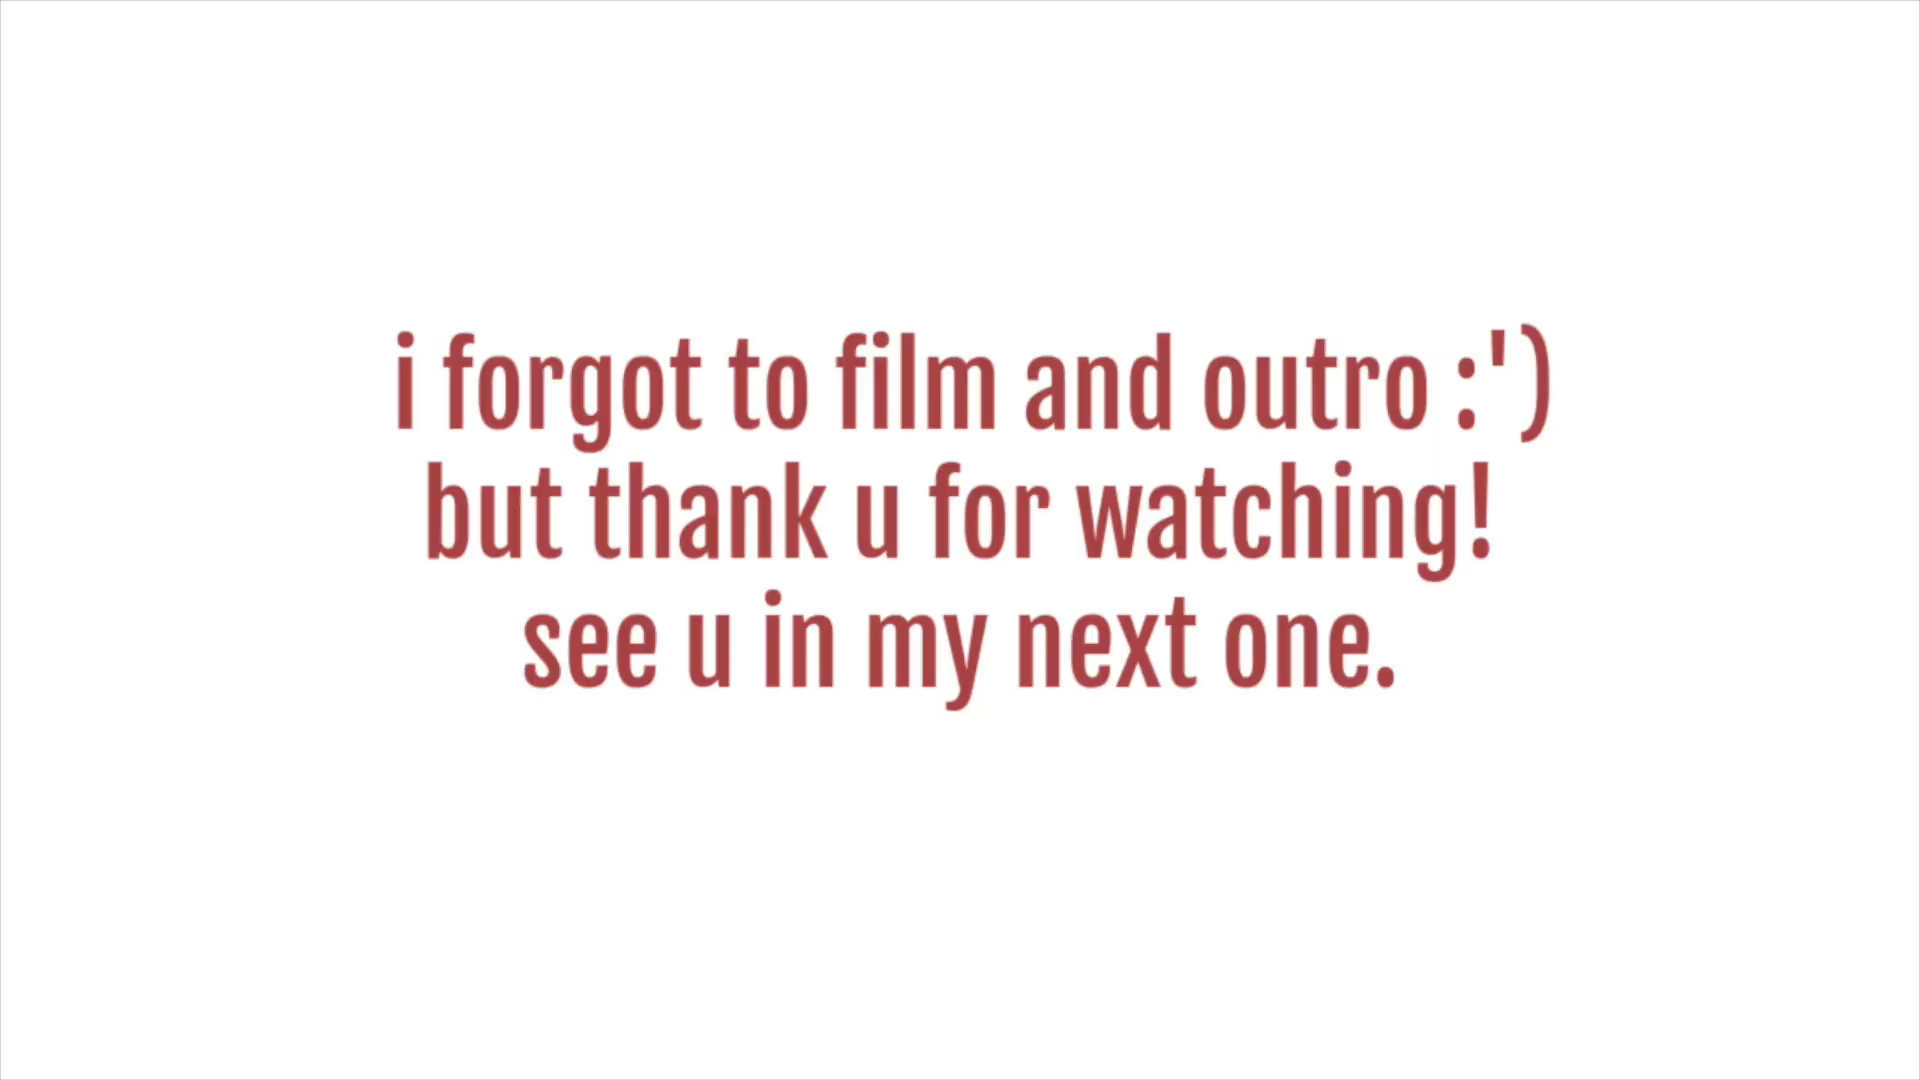 i forgot to film and outro :')
but thank u for watching!
see u in my next one.